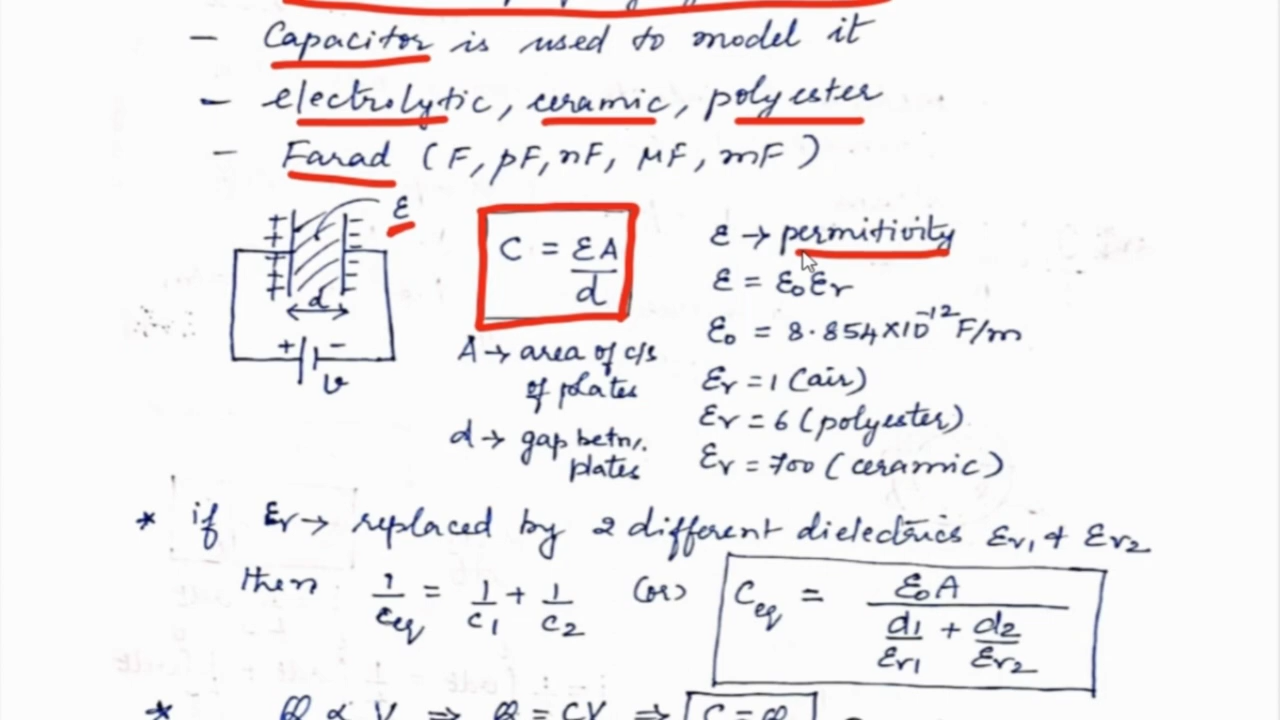 - Capacitor is used to model it
- electrolytic, ceramic, polyester
- Farad (F, pF, nF, μF, mF)
ε
d
+ -
v
C = εA/d
A → area of c/s
of plates
d → gap betn/.
plates
ε → permitivity
ε = ε₀εr
ε₀ = 8.854×10⁻¹² F/m
εr = 1 (air)
εr = 6 (polyester)
εr = 700 (ceramic)
* if εr → replaced by 2 different dielectrics εr1 & εr2
then 1/Ceq = 1/C1 + 1/C2 (or) Ceq = ε₀A / (d1/εr1 + d2/εr2)
* Q ∝ V ⇒ Q = CV ⇒